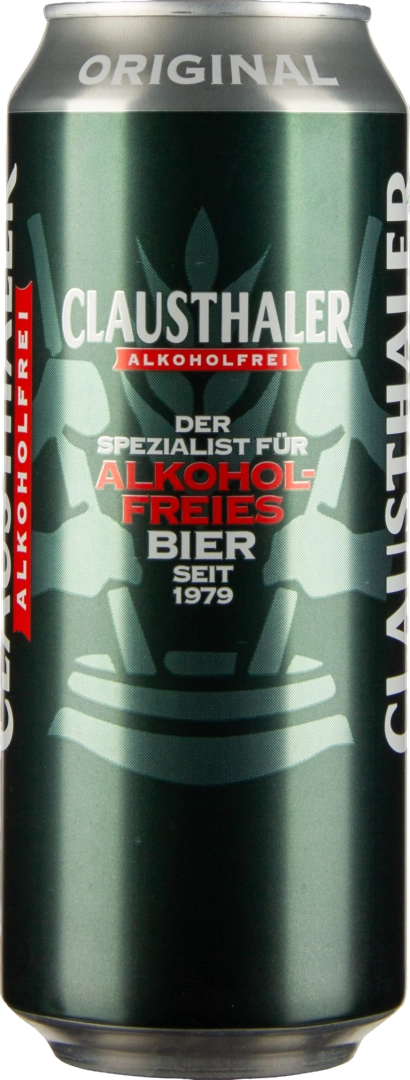 ORIGINAL
CLAUSTHALER
ALKOHOLFREI
DER
SPEZIALIST FÜR
ALKOHOL-
FREIES
BIER
SEIT
1979
CLAUSTHALER
ALKOHOLFREI
CLAUSTHALER